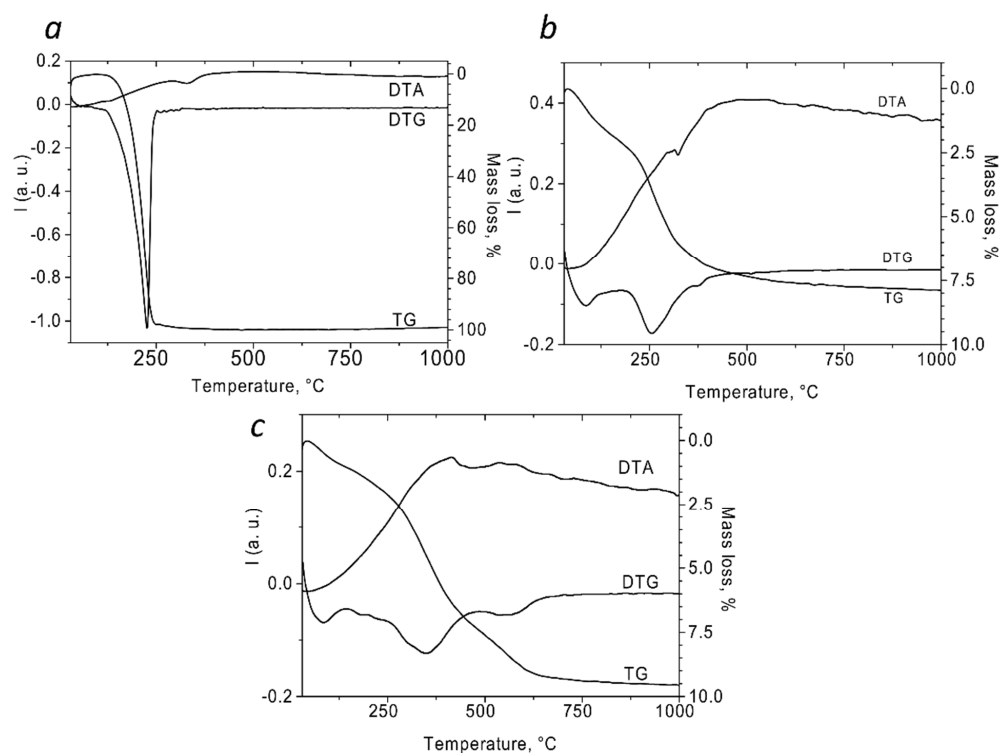 a
0.2
0.0
-0.2
-0.4
-0.6
-0.8
-1.0
I (a. u.)
DTA
DTG
TG
0
20
40
60
80
100
Mass loss, %
250
500
750
1000
Temperature, °C
b
0.4
0.2
0.0
-0.2
I (a. u.)
DTA
DTG
TG
0.0
2.5
5.0
7.5
10.0
Mass loss, %
250
500
750
1000
Temperature, °C
c
0.2
0.0
-0.2
I (a. u.)
DTA
DTG
TG
0.0
2.5
5.0
7.5
10.0
Mass loss, %
250
500
750
1000
Temperature, °C